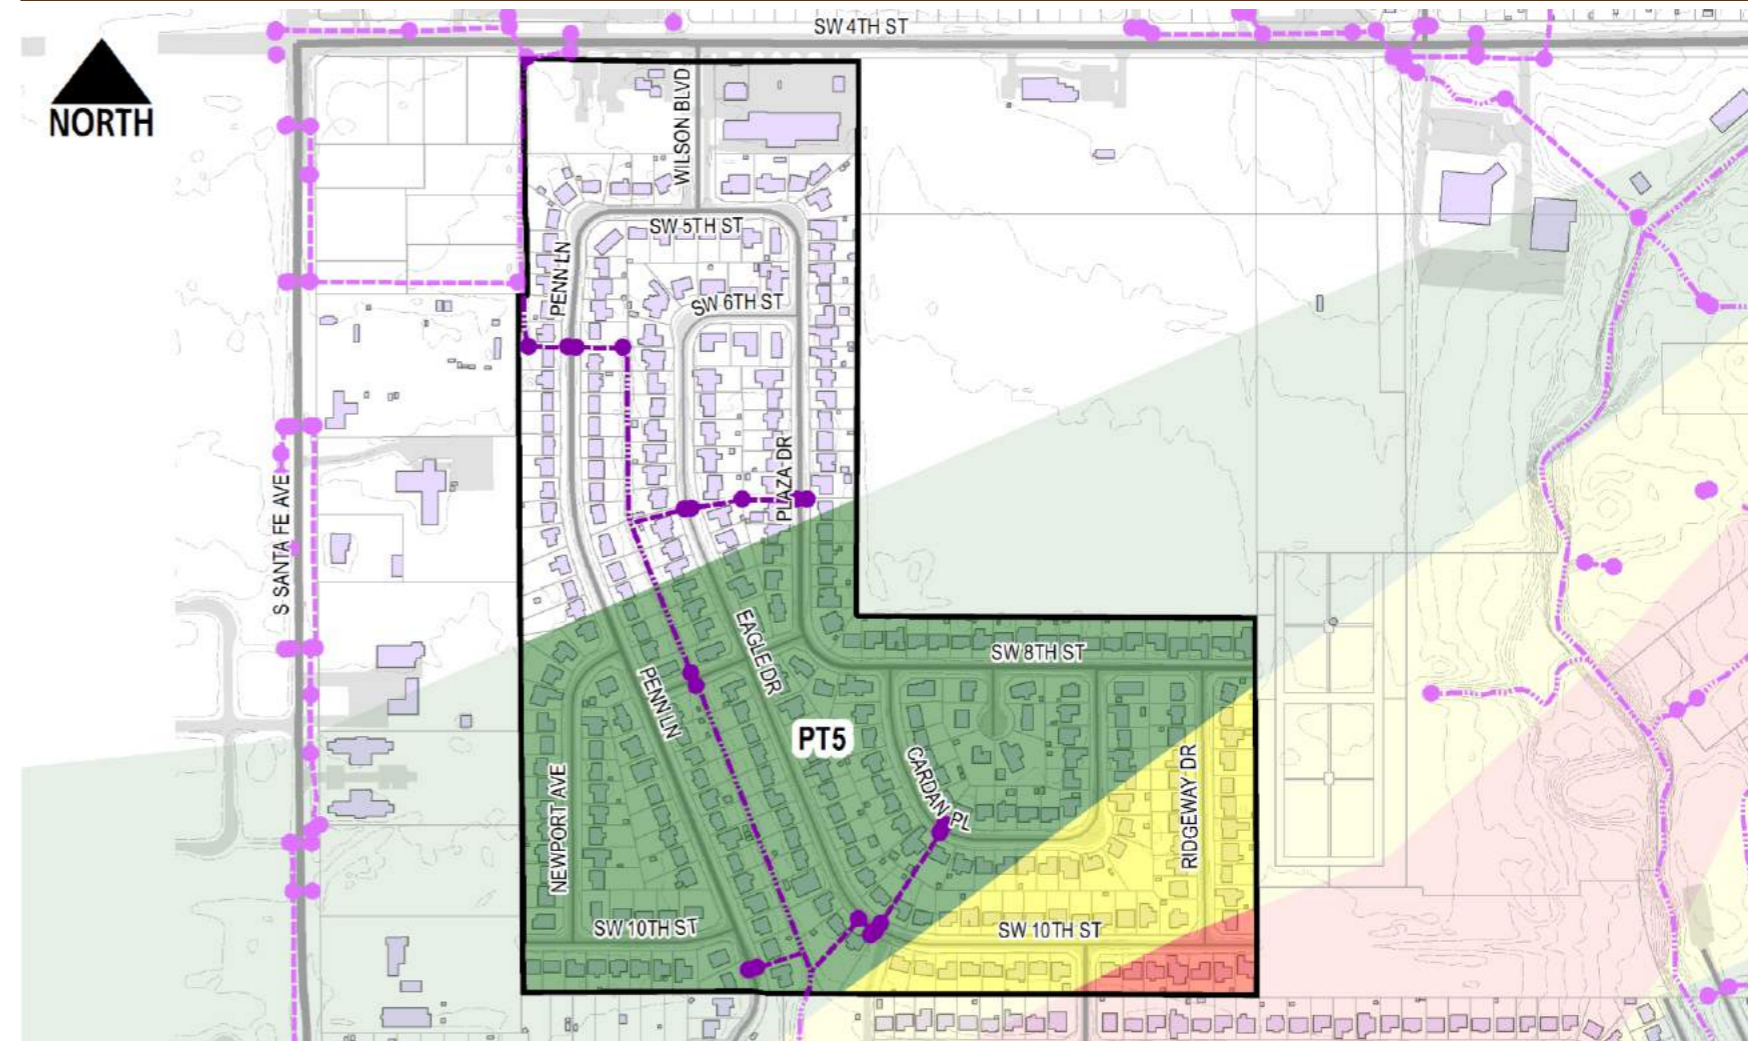 SW 4TH ST
NORTH
WILSON BLVD
SW 5TH ST
PENN LN
SW 6TH ST
PLAZA DR
S SANTA FE AVE
EAGLE DR
SW 8TH ST
PENN LN
PT5
CARDAN PL
RIDGEWAY DR
NEWPORT AVE
SW 10TH ST
SW 10TH ST